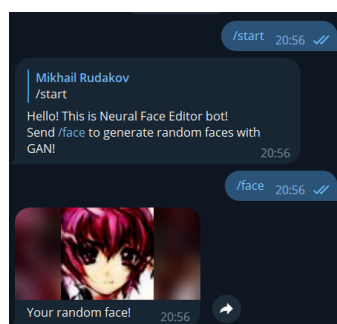 /start 20:56
Mikhail Rudakov
/start
Hello! This is Neural Face Editor bot!
Send /face to generate random faces with
GAN!
20:56
/face 20:56
Your random face! 20:56